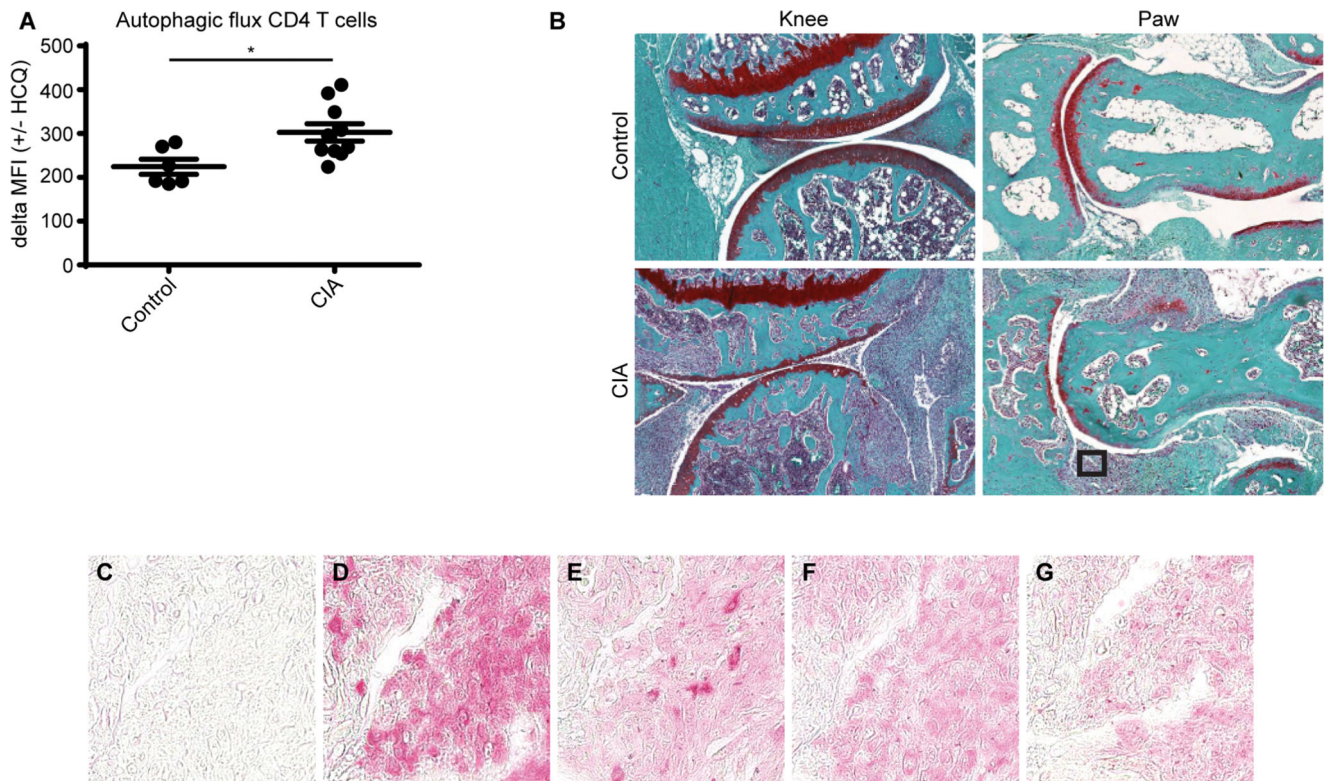 A
Autophagic flux CD4 T cells
*
500
400
300
200
100
0
delta MFI (+/- HCQ)
Control
CIA
B
Knee
Paw
Control
CIA
C
D
E
F
G